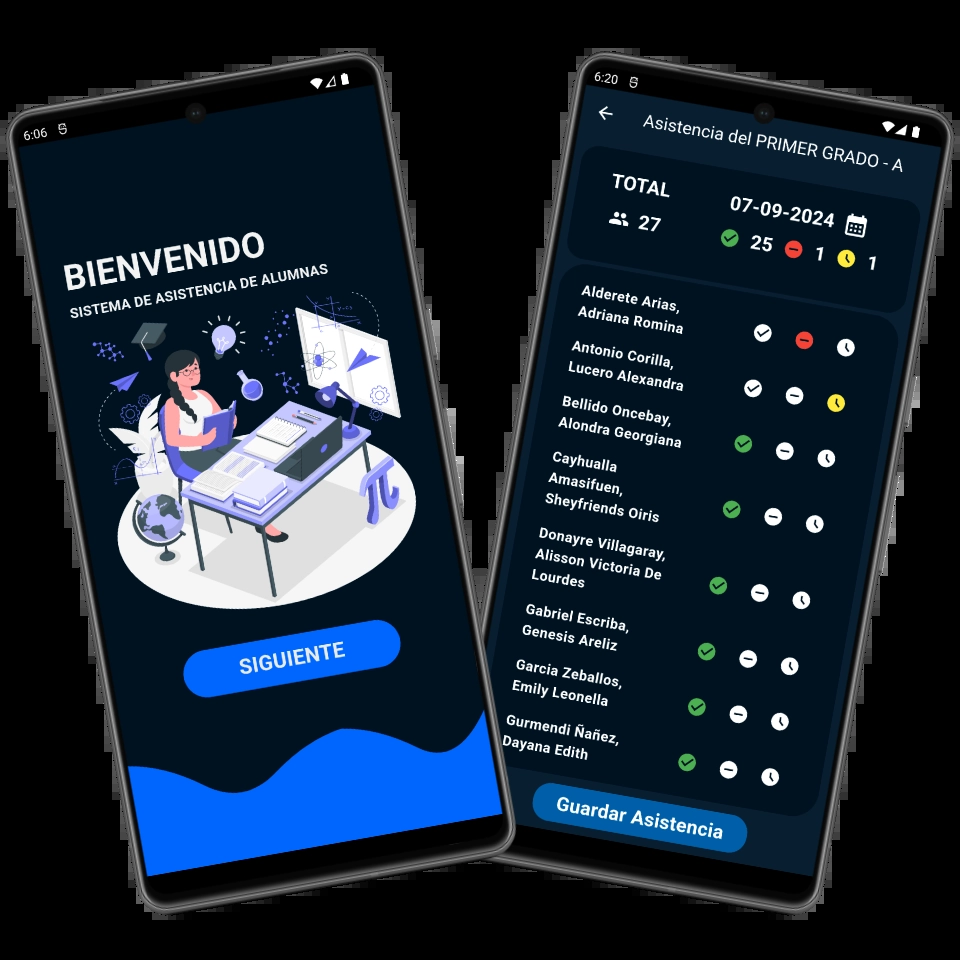 6:06
BIENVENIDO
SISTEMA DE ASISTENCIA DE ALUMNAS
SIGUIENTE
6:20
Asistencia del PRIMER GRADO - A
TOTAL
27
07-09-2024
25 1 1
Alderete Arias,
Adriana Romina
Antonio Corilla,
Lucero Alexandra
Bellido Oncebay,
Alondra Georgiana
Cayhualla
Amasifuen,
Sheyfriends Oiris
Donayre Villagaray,
Alisson Victoria De
Lourdes
Gabriel Escriba,
Genesis Areliz
Garcia Zeballos,
Emily Leonella
Gurmendi Ñañez,
Dayana Edith
Guardar Asistencia